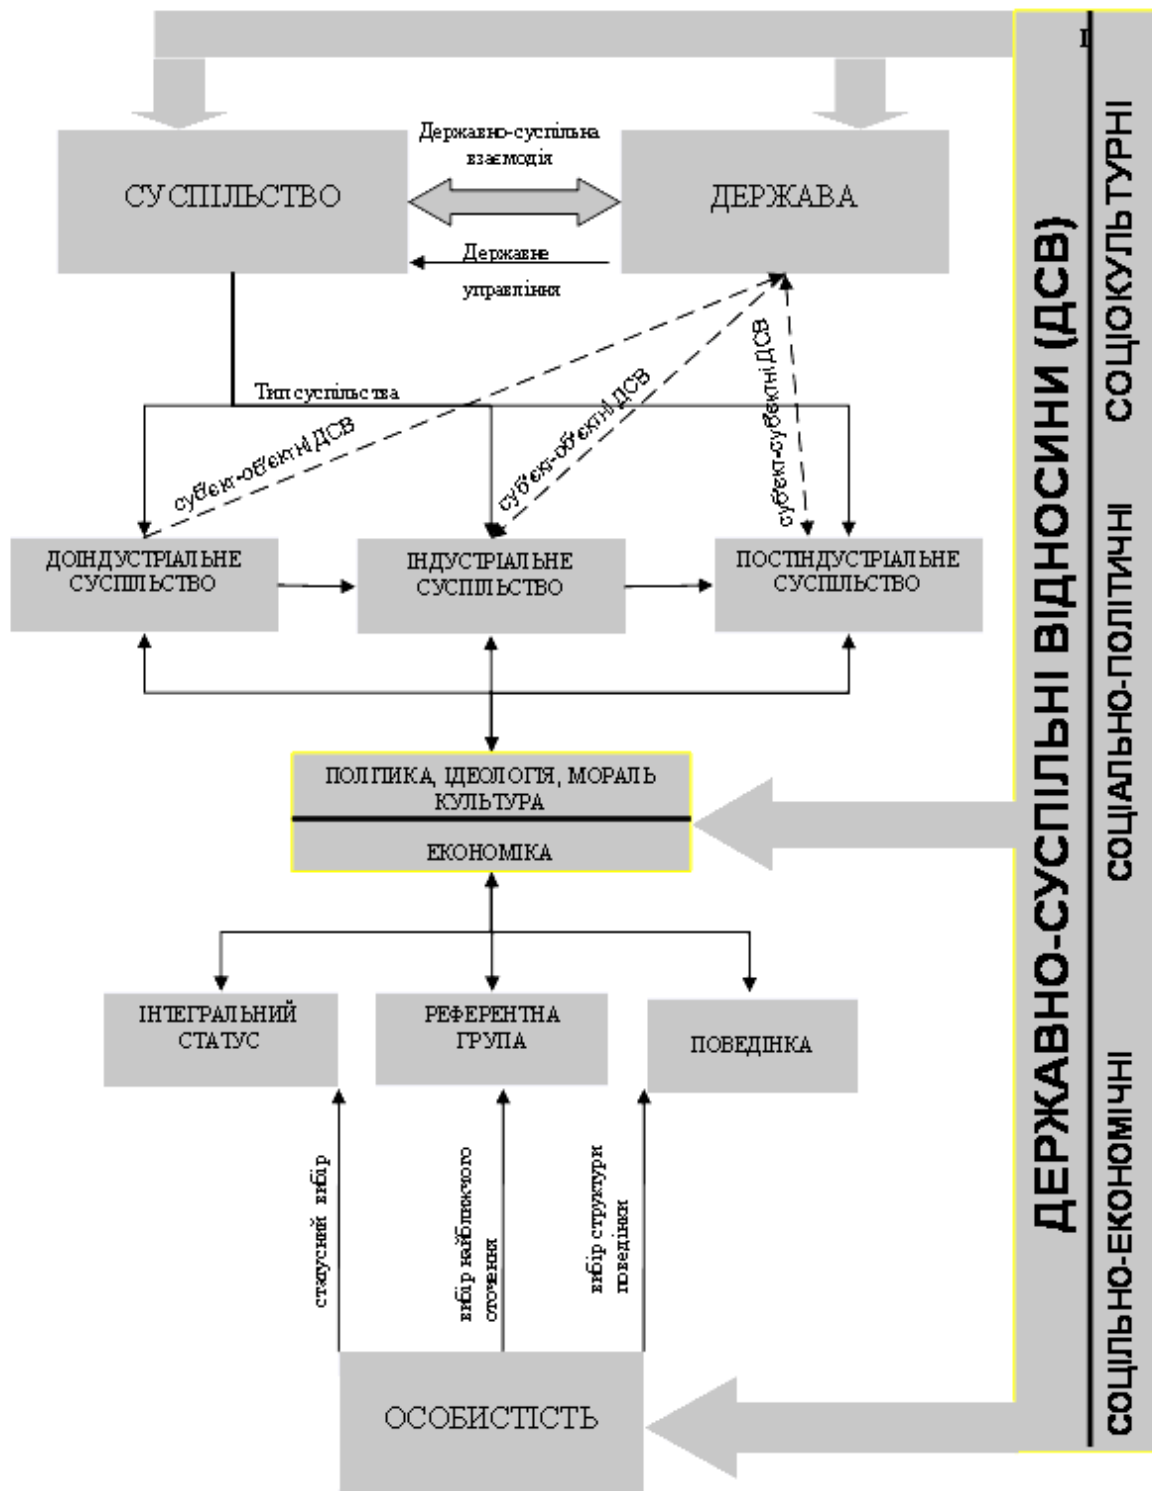 І
Державно-суспільна
взаємодія
СУСПІЛЬСТВО
ДЕРЖАВА
Державне
управління
Тип суспільства
суб'єкт-об'єктні ДСВ
суб'єкт-об'єктні ДСВ
суб'єкт-суб'єктні ДСВ
ДОІНДУСТРІАЛЬНЕ
СУСПІЛЬСТВО
ІНДУСТРІАЛЬНЕ
СУСПІЛЬСТВО
ПОСТІНДУСТРІАЛЬНЕ
СУСПІЛЬСТВО
ПОЛІТИКА, ІДЕОЛОГІЯ, МОРАЛЬ
КУЛЬТУРА
ЕКОНОМІКА
ІНТЕГРАЛЬНИЙ
СТАТУС
РЕФЕРЕНТНА
ГРУПА
ПОВЕДІНКА
статусний вибір
вибір найближчого
оточення
вибір структури
поведінки
ОСОБИСТІСТЬ
ДЕРЖАВНО-СУСПІЛЬНІ ВІДНОСИНИ (ДСВ)
СОЦІЛЬНО-ЕКОНОМІЧНІ
СОЦІАЛЬНО-ПОЛІТИЧНІ
СОЦІОКУЛЬТУРНІ